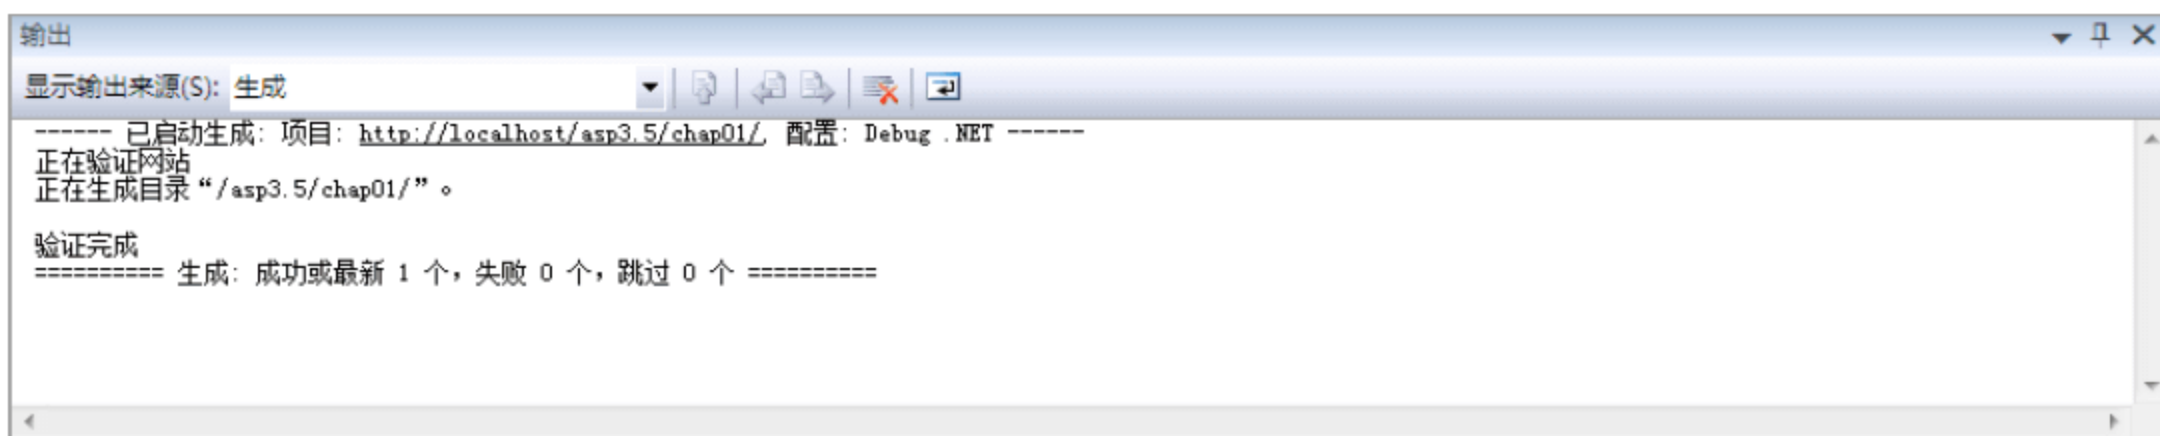 输出
显示输出来源(S): 生成
------ 已启动生成: 项目: http://localhost/asp3.5/chap01/, 配置: Debug .NET ------
正在验证网站
正在生成目录“/asp3.5/chap01/”。
验证完成
========== 生成: 成功或最新 1 个，失败 0 个，跳过 0 个 ==========